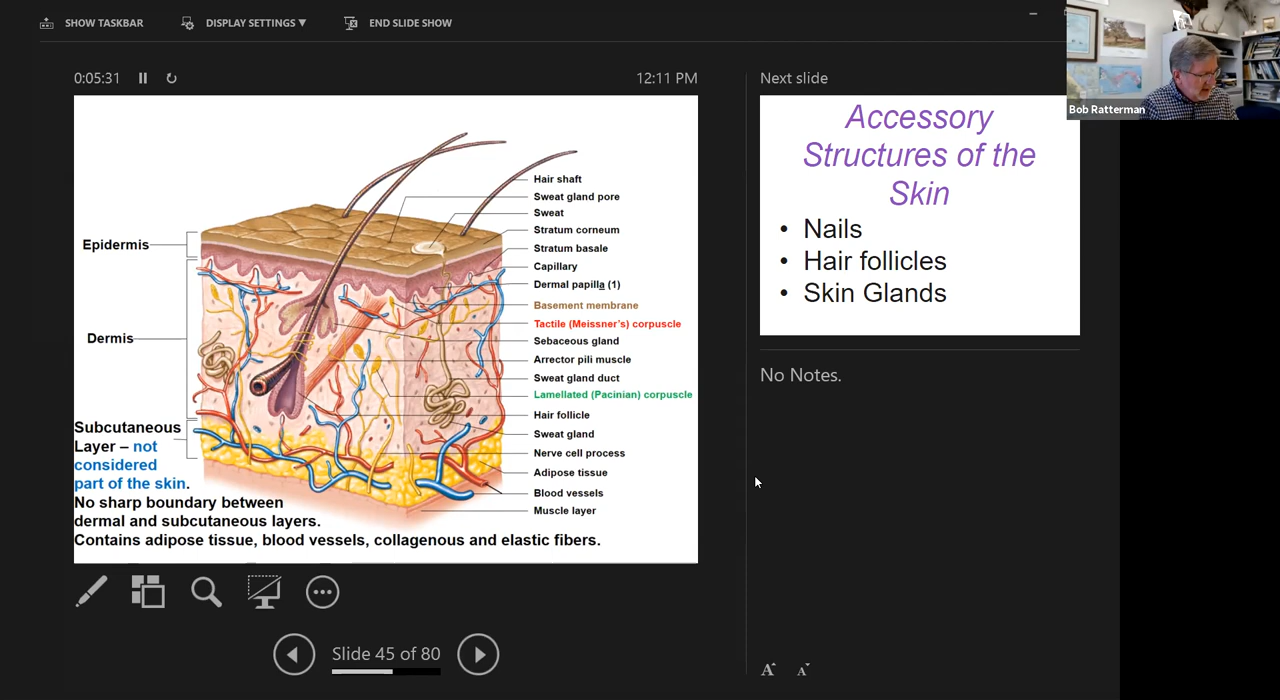 SHOW TASKBAR
DISPLAY SETTINGS ▼
END SLIDE SHOW
0:05:31
12:11 PM
Hair shaft
Sweat gland pore
Sweat
Stratum corneum
Stratum basale
Capillary
Dermal papilla (1)
Basement membrane
Tactile (Meissner's) corpuscle
Sebaceous gland
Arrector pili muscle
Sweat gland duct
Lamellated (Pacinian) corpuscle
Hair follicle
Sweat gland
Nerve cell process
Adipose tissue
Blood vessels
Muscle layer
Epidermis
Dermis
Subcutaneous
Layer – not
considered
part of the skin.
No sharp boundary between
dermal and subcutaneous layers.
Contains adipose tissue, blood vessels, collagenous and elastic fibers.
Slide 45 of 80
Next slide
Accessory
Structures of the
Skin
• Nails
• Hair follicles
• Skin Glands
No Notes.
A A
Bob Ratterman